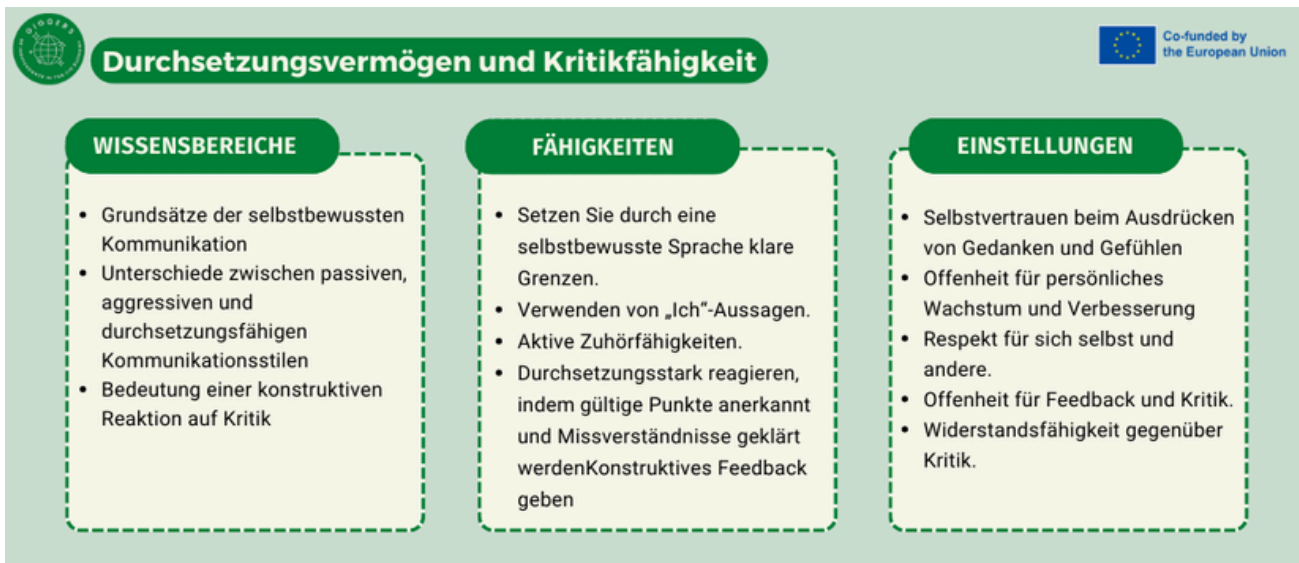 DIGGERS
Durchsetzungsvermögen und Kritikfähigkeit
Co-funded by
the European Union
WISSENSBEREICHE
• Grundsätze der selbstbewussten
Kommunikation
• Unterschiede zwischen passiven,
aggressiven und
durchsetzungsfähigen
Kommunikationsstilen
• Bedeutung einer konstruktiven
Reaktion auf Kritik
FÄHIGKEITEN
• Setzen Sie durch eine
selbstbewusste Sprache klare
Grenzen.
• Verwenden von „Ich“-Aussagen.
• Aktive Zuhörfähigkeiten.
• Durchsetzungsstark reagieren,
indem gültige Punkte anerkannt
und Missverständnisse geklärt
werdenKonstruktives Feedback
geben
EINSTELLUNGEN
• Selbstvertrauen beim Ausdrücken
von Gedanken und Gefühlen
• Offenheit für persönliches
Wachstum und Verbesserung
• Respekt für sich selbst und
andere.
• Offenheit für Feedback und Kritik.
• Widerstandsfähigkeit gegenüber
Kritik.